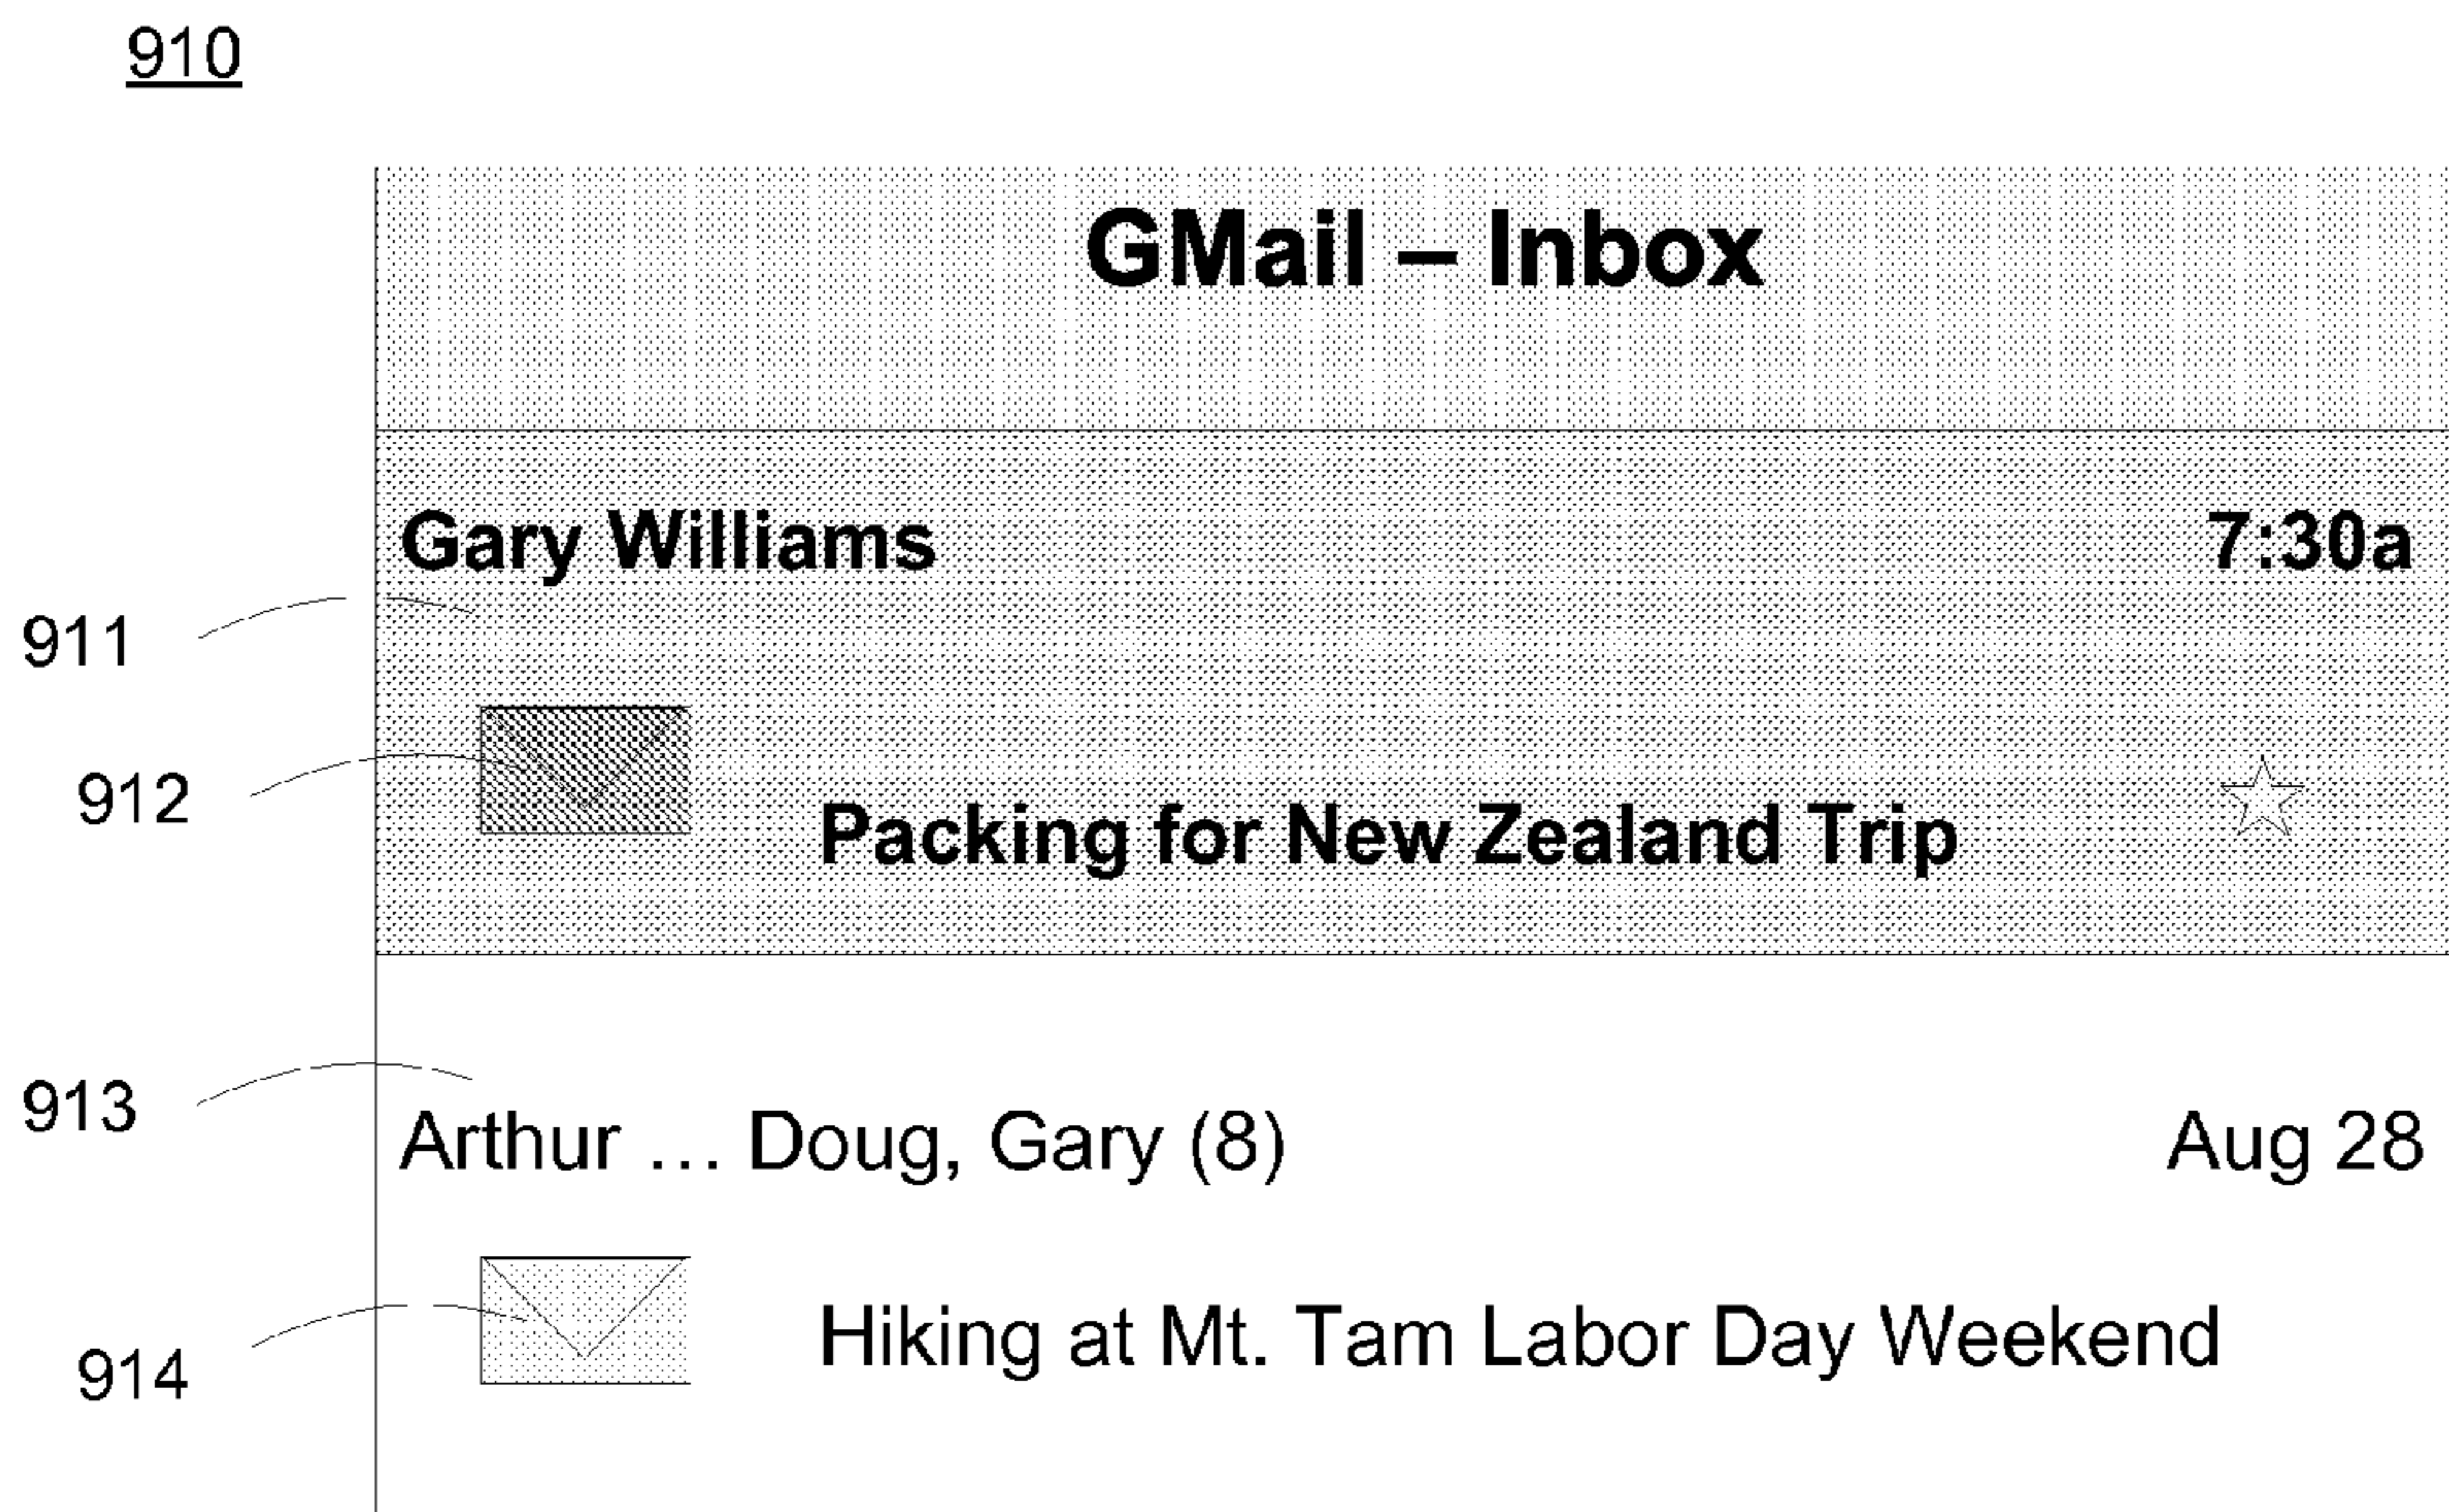 910
GMail – Inbox
Gary Williams 7:30a
911
912
Packing for New Zealand Trip
913
Arthur ... Doug, Gary (8) Aug 28
914
Hiking at Mt. Tam Labor Day Weekend